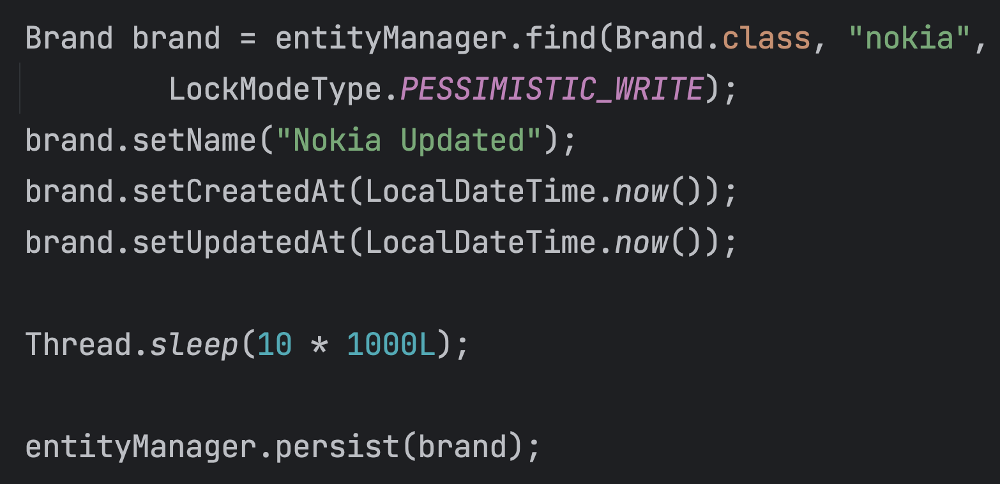 Brand brand = entityManager.find(Brand.class, "nokia",
LockModeType.PESSIMISTIC_WRITE);
brand.setName("Nokia Updated");
brand.setCreatedAt(LocalDateTime.now());
brand.setUpdatedAt(LocalDateTime.now());
Thread.sleep(10 * 1000L);
entityManager.persist(brand);